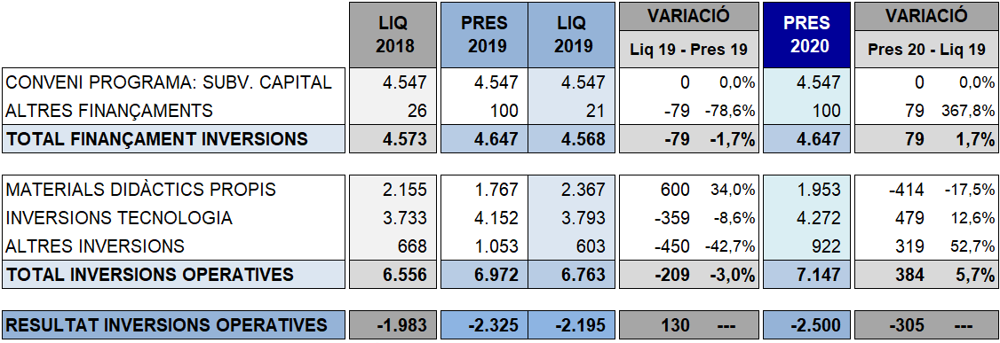 LIQ 2018 PRES 2019 LIQ 2019 VARIACIÓ Liq 19 - Pres 19 PRES 2020 VARIACIÓ Pres 20 - Liq 19
CONVENI PROGRAMA: SUBV. CAPITAL 4.547 4.547 4.547 0 0,0% 4.547 0 0,0%
ALTRES FINANÇAMENTS 26 100 21 -79 -78,6% 100 79 367,8%
TOTAL FINANÇAMENT INVERSIONS 4.573 4.647 4.568 -79 -1,7% 4.647 79 1,7%
MATERIALS DIDÀCTICS PROPIS 2.155 1.767 2.367 600 34,0% 1.953 -414 -17,5%
INVERSIONS TECNOLOGIA 3.733 4.152 3.793 -359 -8,6% 4.272 479 12,6%
ALTRES INVERSIONS 668 1.053 603 -450 -42,7% 922 319 52,7%
TOTAL INVERSIONS OPERATIVES 6.556 6.972 6.763 -209 -3,0% 7.147 384 5,7%
RESULTAT INVERSIONS OPERATIVES -1.983 -2.325 -2.195 130 --- -2.500 -305 ---